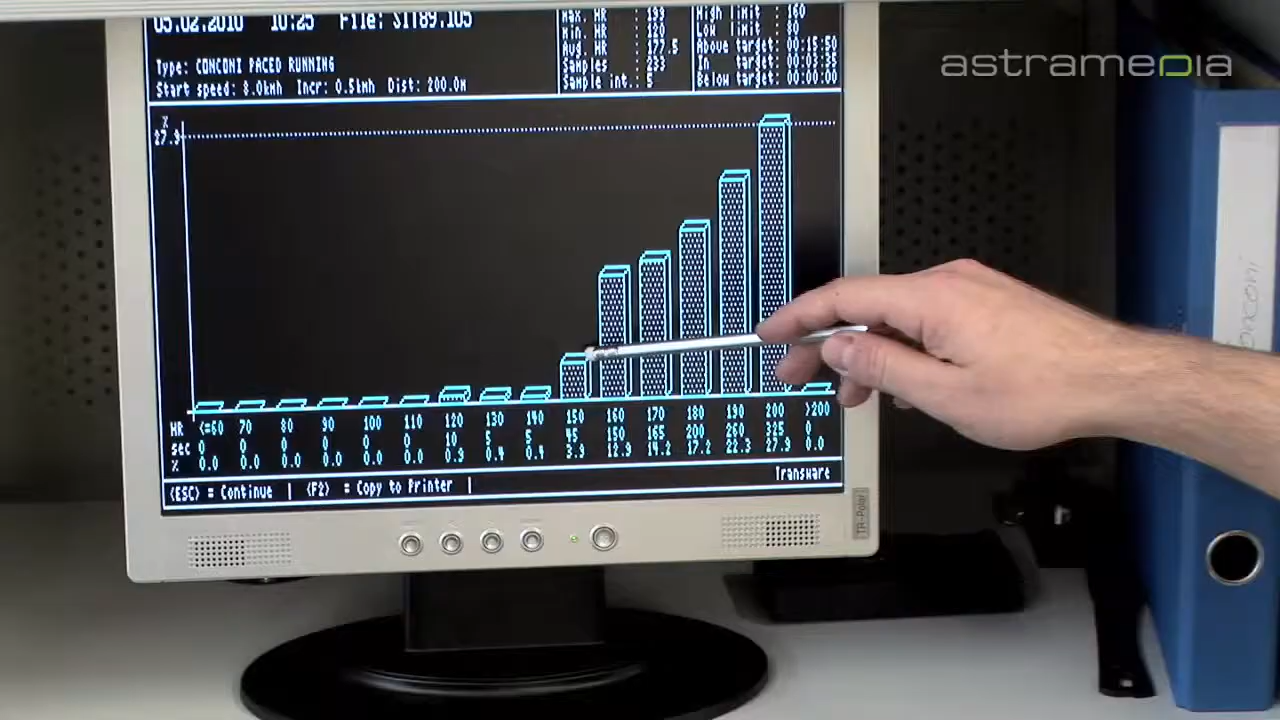 05.02.2010 10:25 File: SIT89.105
Type: CONCONI PACED RUNNING
Start speed: 8.0kmh Incr: 0.5kmh Dist: 200.0m
Max. HR : 199
Min. HR : 120
Avg. HR : 177.5
Samples : 233
Sample int.: 5
High limit : 160
Low limit : 80
Above target: 00:15:50
In target: 00:03:35
Below target: 00:00:00
astramedia
%
27.9
HR <=60 70 80 90 100 110 120 130 140 150 160 170 180 190 200 >200
sec 0 0 0 0 0 0 10 5 5 45 150 165 200 260 325 0
% 0.0 0.0 0.0 0.0 0.0 0.0 0.9 0.4 0.4 3.9 12.9 14.2 17.2 22.3 27.9 0.0
Transware
<ESC> = Continue | <F2> = Copy to Printer |
TR-Polar